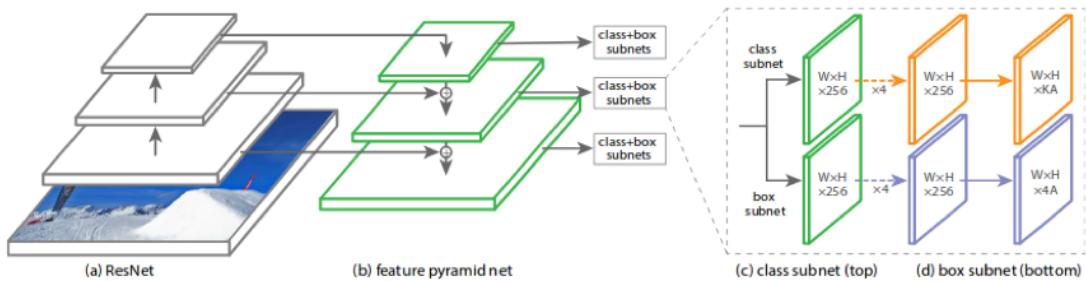 class+box
subnets
class+box
subnets
class+box
subnets
class
subnet
W×H
×256
×4
W×H
×256
W×H
×KA
W×H
×256
×4
W×H
×256
W×H
×4A
box
subnet
(a) ResNet
(b) feature pyramid net
(c) class subnet (top)
(d) box subnet (bottom)